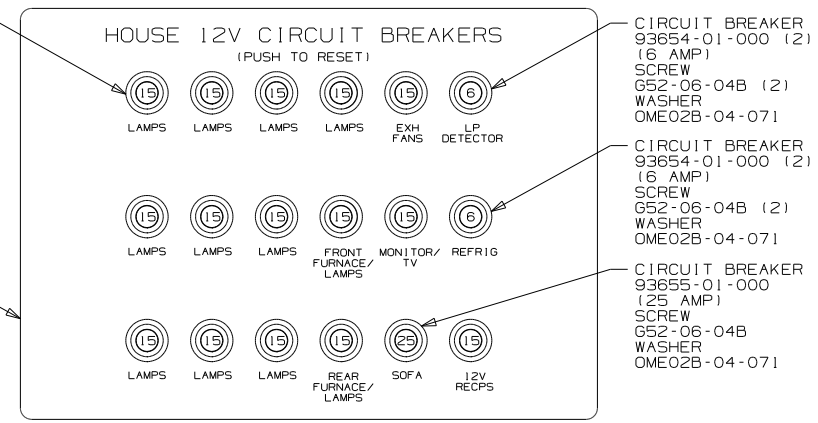 HOUSE 12V CIRCUIT BREAKERS
(PUSH TO RESET)
15 15 15 15 15 6
LAMPS LAMPS LAMPS LAMPS EXH FANS LP DETECTOR
15 15 15 15 15 6
LAMPS LAMPS LAMPS FRONT FURNACE/ LAMPS MONITOR/ TV REFRIG
15 15 15 15 25 15
LAMPS LAMPS LAMPS REAR FURNACE/ LAMPS SOFA 12V RECPS
CIRCUIT BREAKER
93654-01-000 (2)
(6 AMP)
SCREW
G52-06-04B (2)
WASHER
OME02B-04-071
CIRCUIT BREAKER
93654-01-000 (2)
(6 AMP)
SCREW
G52-06-04B (2)
WASHER
OME02B-04-071
CIRCUIT BREAKER
93655-01-000
(25 AMP)
SCREW
G52-06-04B
WASHER
OME02B-04-071